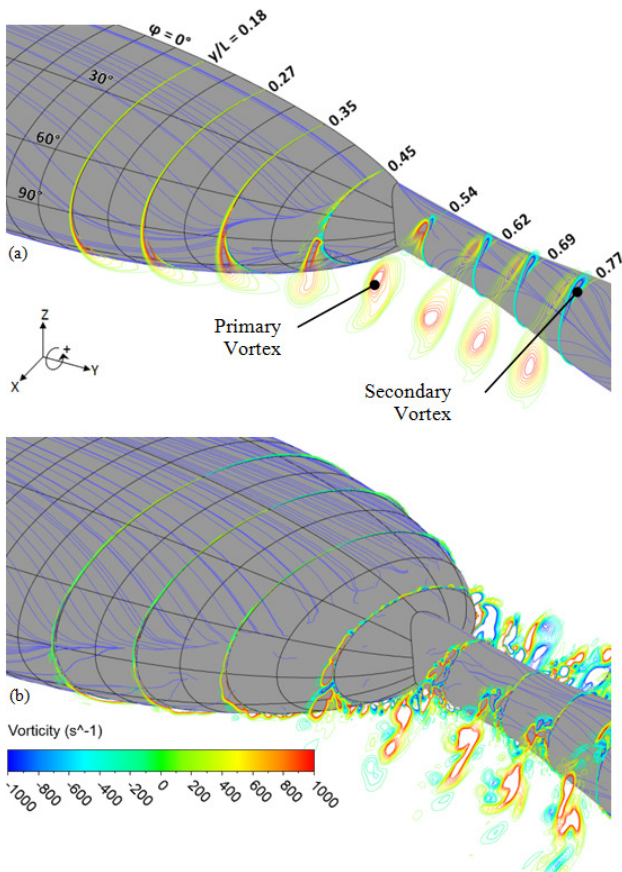 φ = 0°
y/L = 0.18
0.27
30°
0.35
60°
0.45
90°
0.54
0.62
0.69
0.77
(a)
Primary
Vortex
Z
+
Y
X
Secondary
Vortex
(b)
Vorticity (s^-1)
-1000
-800
-600
-400
-200
0
200
400
600
800
1000